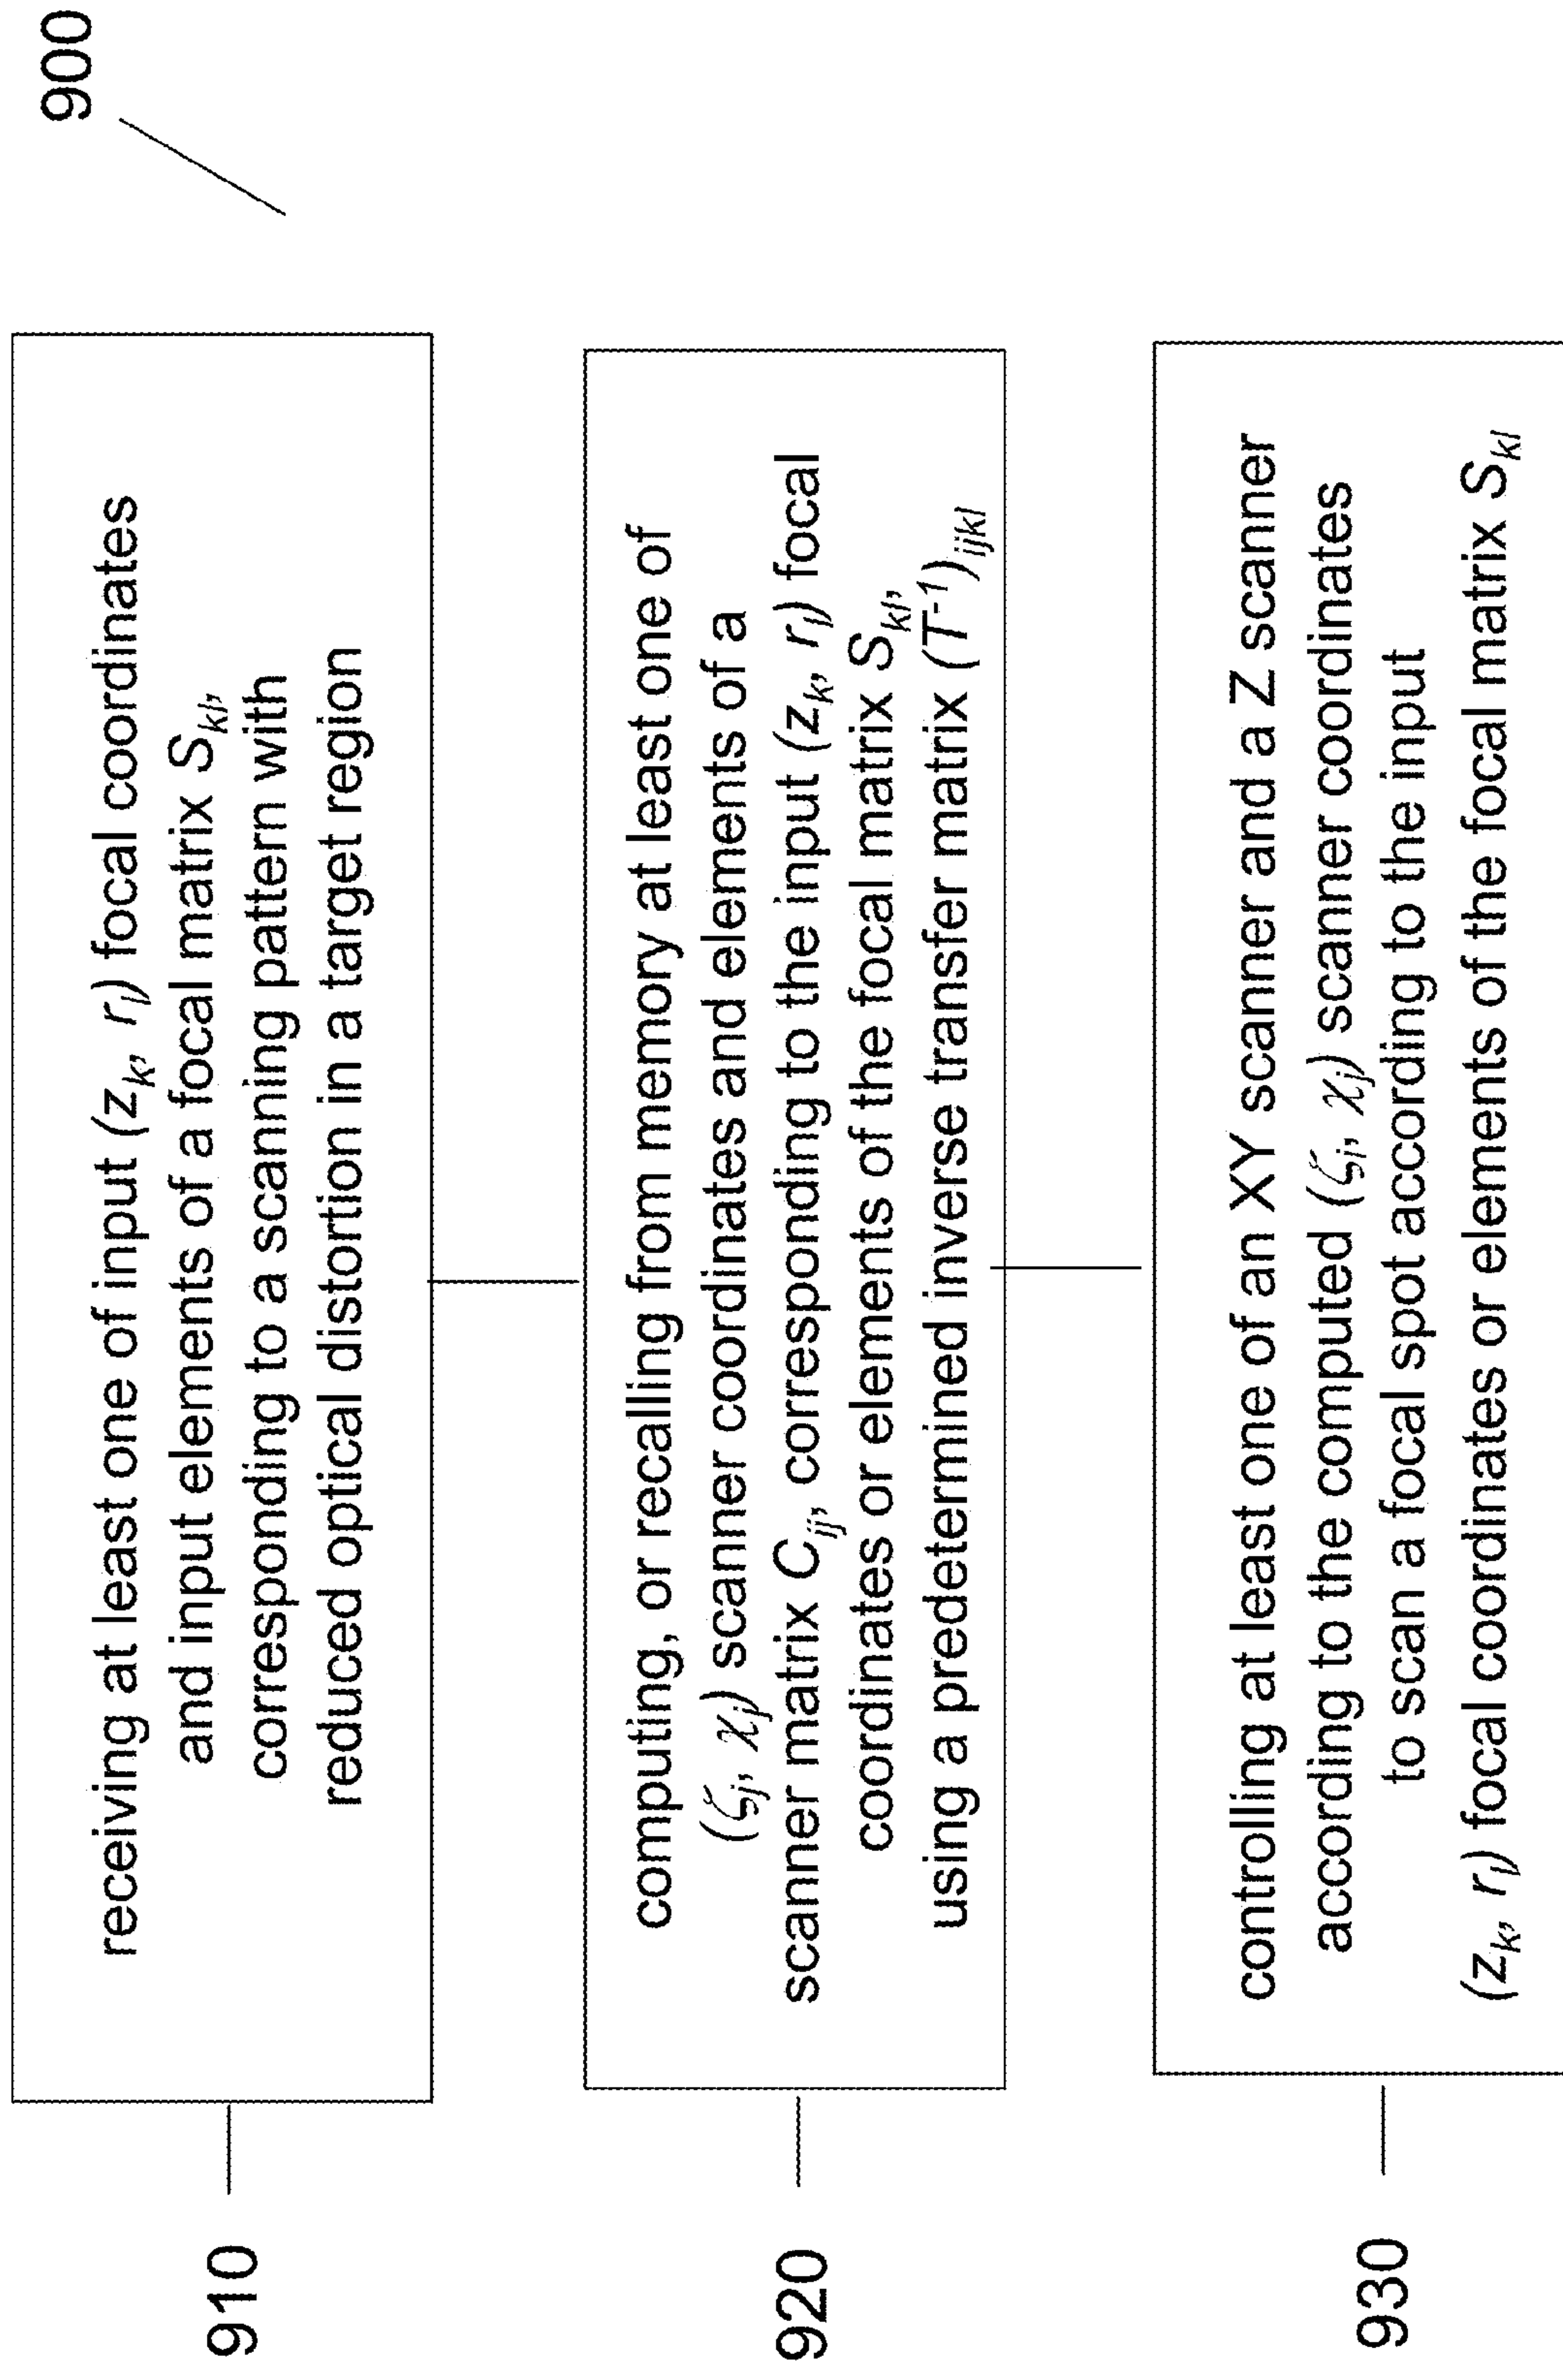 900
910
receiving at least one of input (z_k, r_l) focal coordinates
and input elements of a focal matrix S_kl,
corresponding to a scanning pattern with
reduced optical distortion in a target region
920
computing, or recalling from memory at least one of
(ζ_j, χ_j) scanner coordinates and elements of a
scanner matrix C_ij, corresponding to the input (z_k, r_l) focal
coordinates or elements of the focal matrix S_kl,
using a predetermined inverse transfer matrix (T^-1)_ijkl
930
controlling at least one of an XY scanner and a Z scanner
according to the computed (ζ_i, χ_j) scanner coordinates
to scan a focal spot according to the input
(z_k, r_l) focal coordinates or elements of the focal matrix S_kl